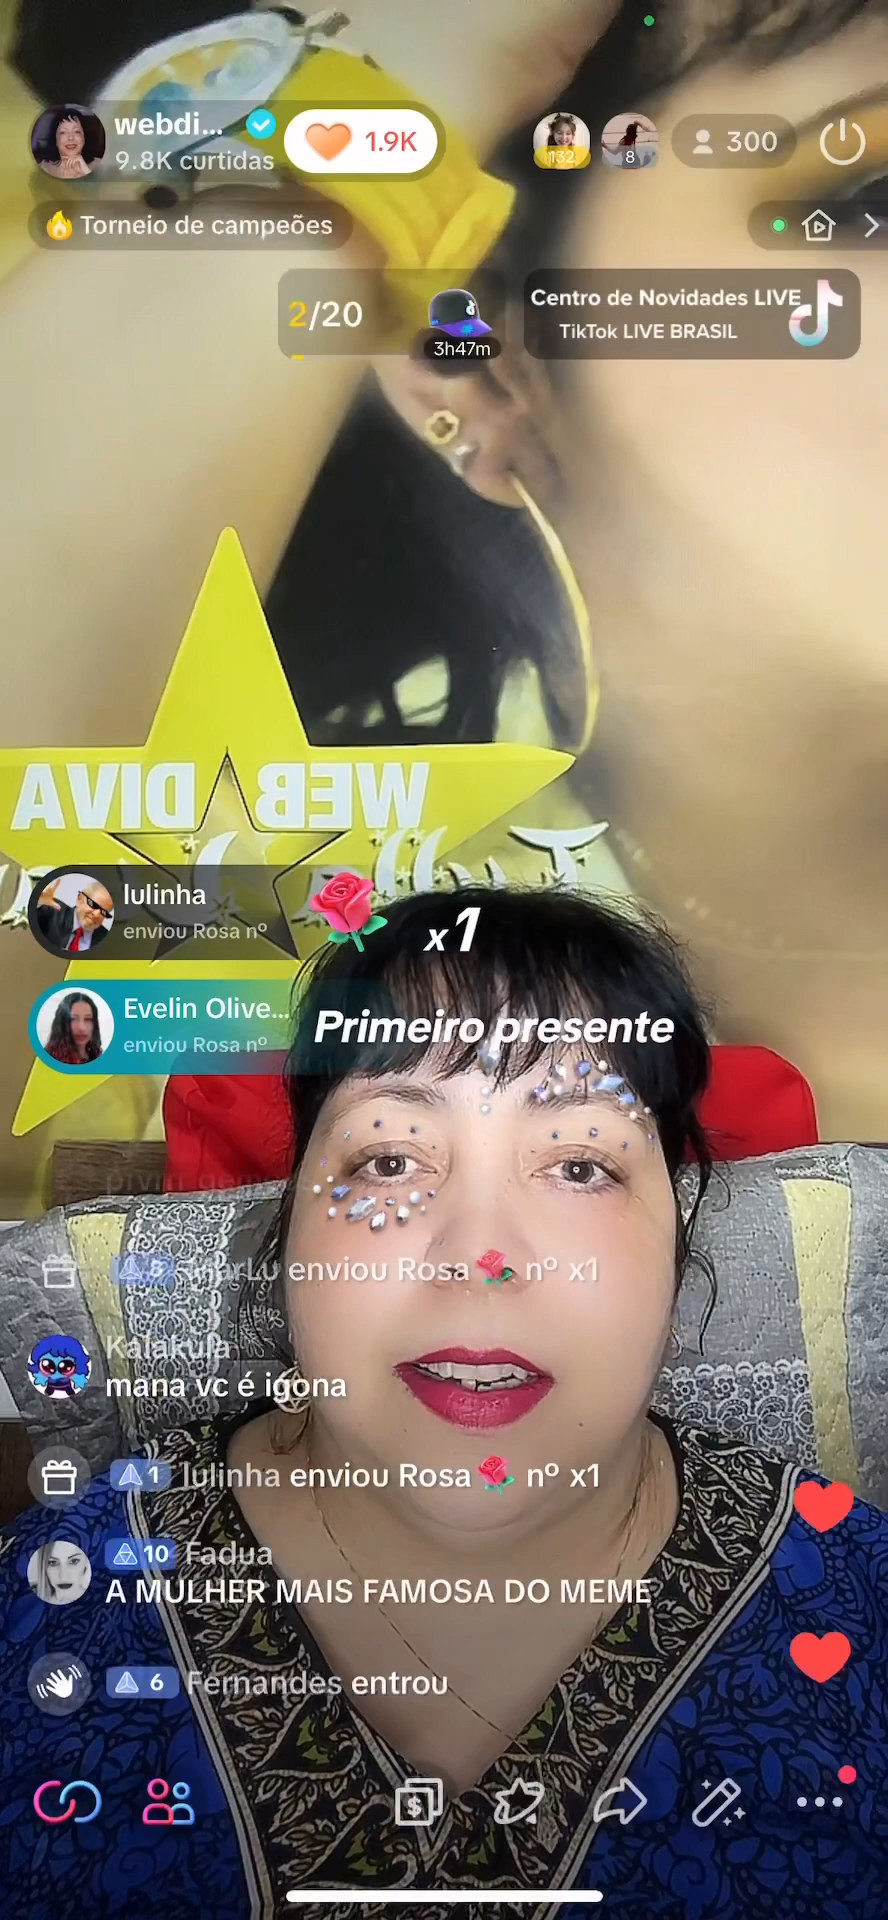 webdi...
9.8K curtidas
1.9K
132
8
300
Torneio de campeões
2/20
3h47m
Centro de Novidades LIVE
TikTok LIVE BRASIL
WEB DIVA
lulinha
enviou Rosa nº
x1
Evelin Olive...
enviou Rosa nº
Primeiro presente
8 MarLu enviou Rosa nº x1
Kalakula
mana vc é igona
1 lulinha enviou Rosa nº x1
10 Fadua
A MULHER MAIS FAMOSA DO MEME
6 Fernandes entrou